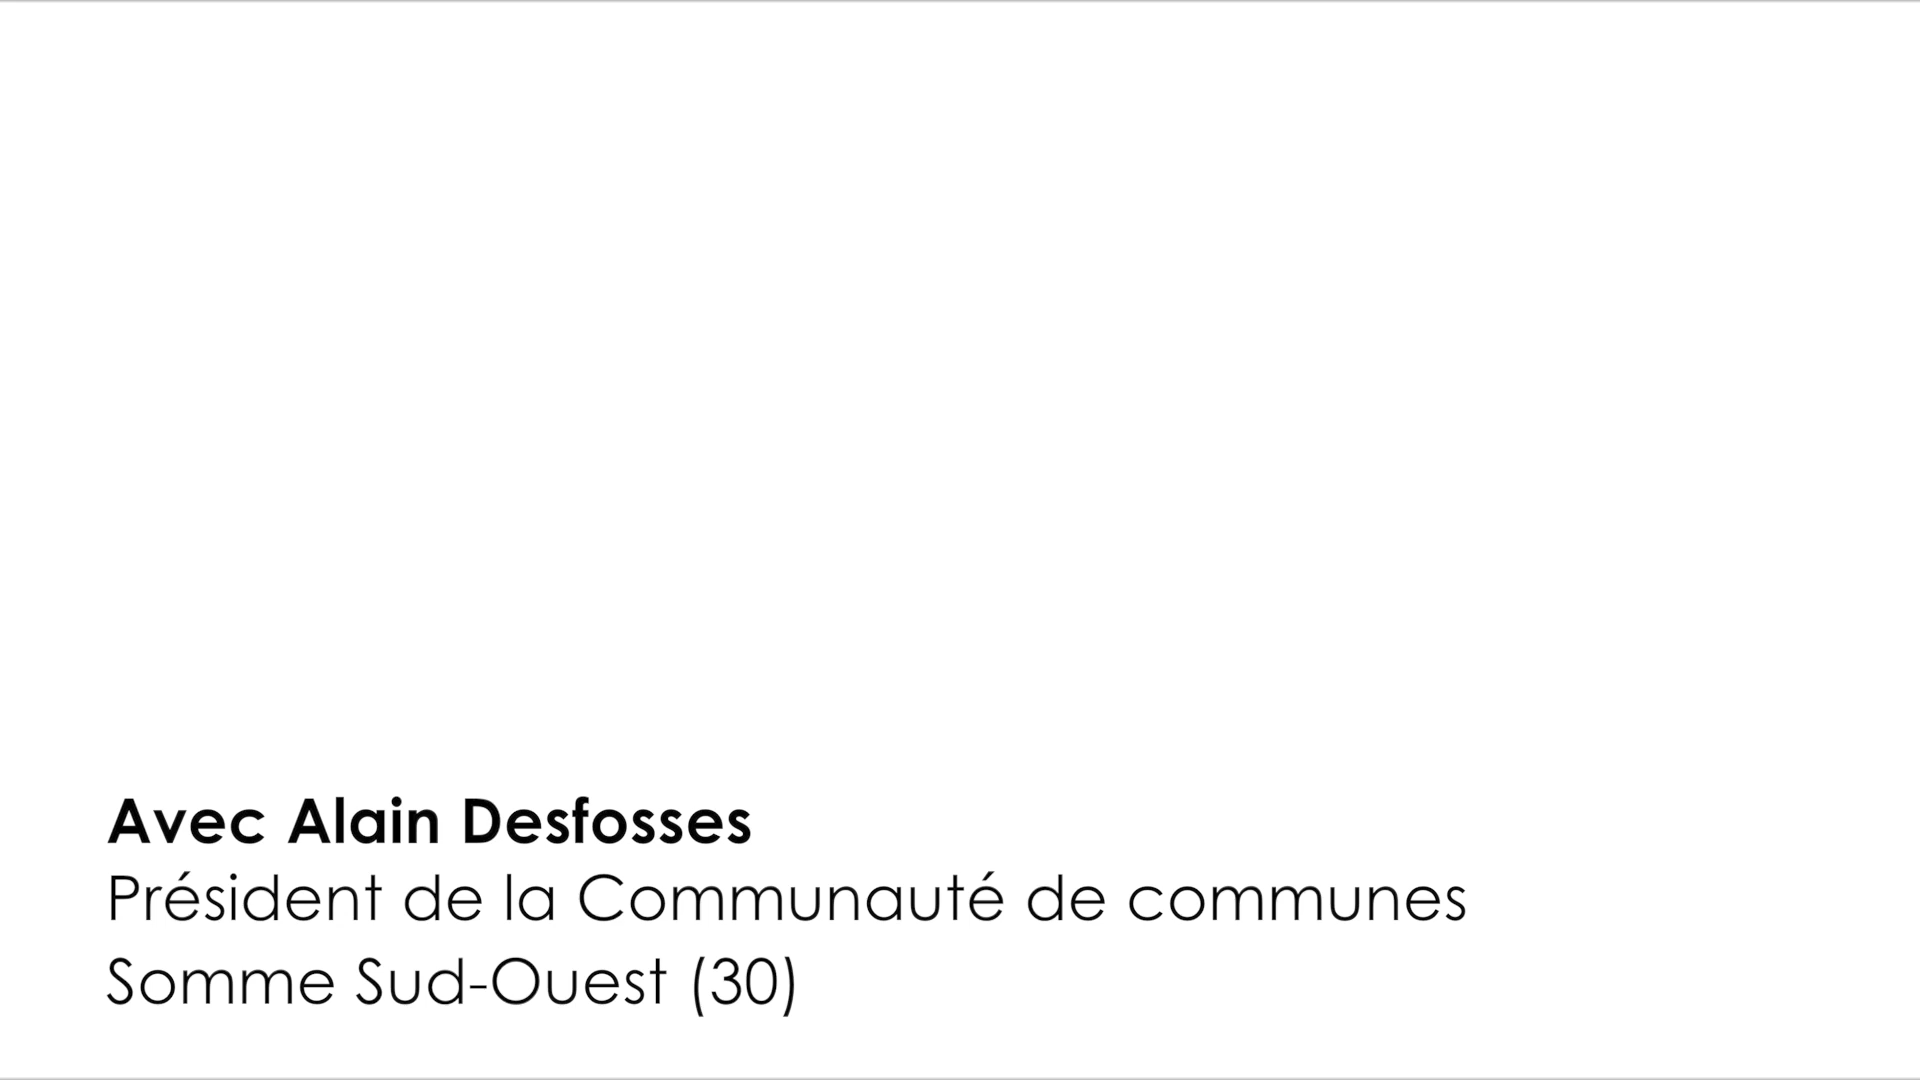 Avec Alain Desfosses
Président de la Communauté de communes
Somme Sud-Ouest (30)